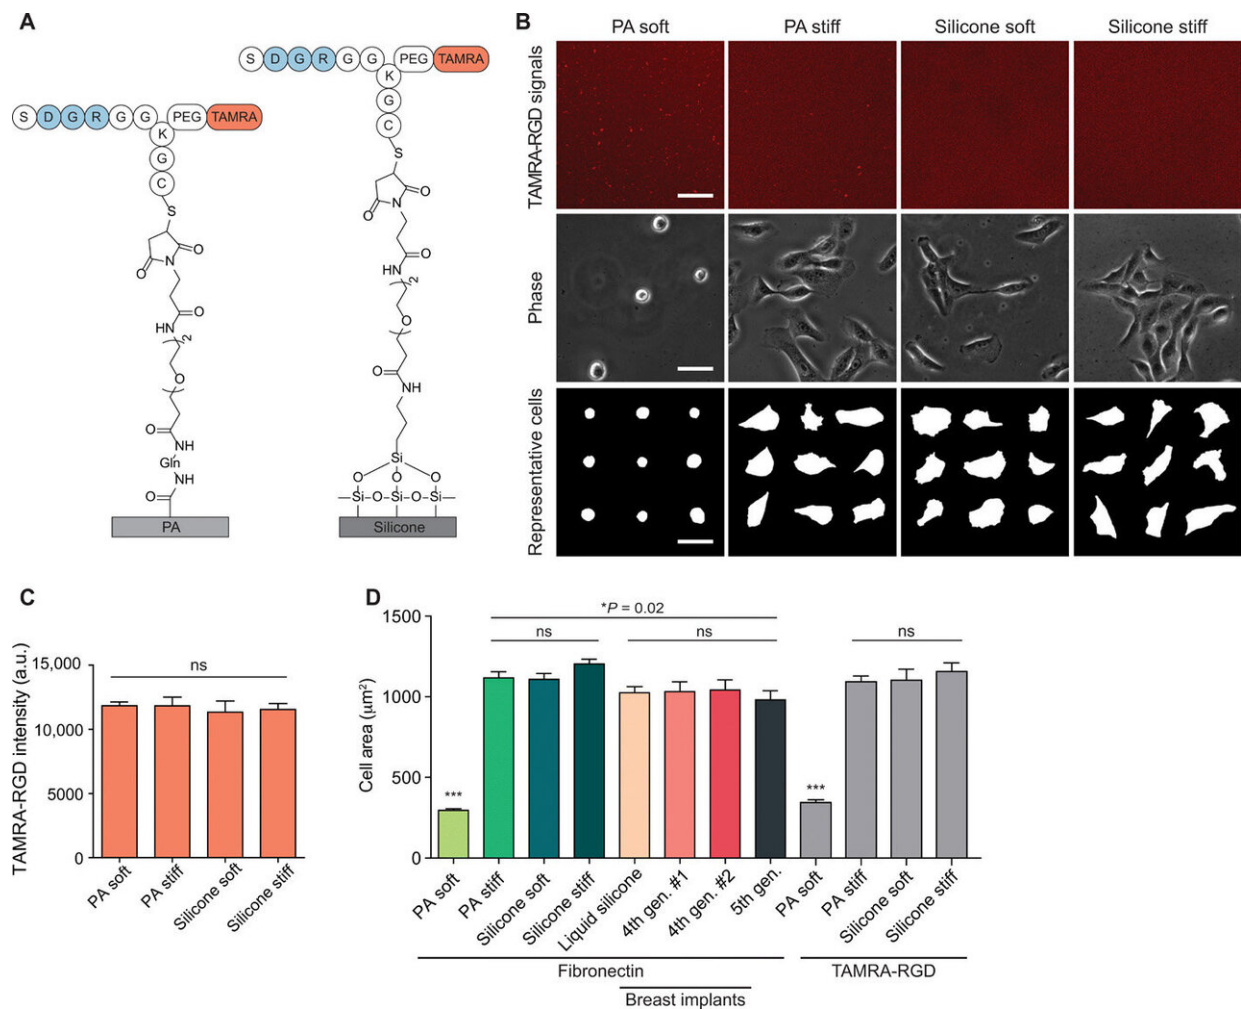 A
S D G R G G K PEG TAMRA
G
C
S
O
N
O
O
HN
2
O
O
NH
Gln
NH
O
PA
S D G R G G K PEG TAMRA
G
C
S
O
N
O
O
HN
2
O
O
NH
Si
O O O
Si O Si O Si
Silicone
B
PA soft PA stiff Silicone soft Silicone stiff
TAMRA-RGD signals
Phase
Representative cells
C
TAMRA-RGD intensity (a.u.)
15,000
10,000
5000
0
ns
PA soft
PA stiff
Silicone soft
Silicone stiff
D
Cell area (µm²)
1500
1000
500
0
*P = 0.02
ns ns ns
*** ***
PA soft
PA stiff
Silicone soft
Silicone stiff
Liquid silicone
4th gen. #1
4th gen. #2
5th gen.
PA soft
PA stiff
Silicone soft
Silicone stiff
Fibronectin TAMRA-RGD
Breast implants